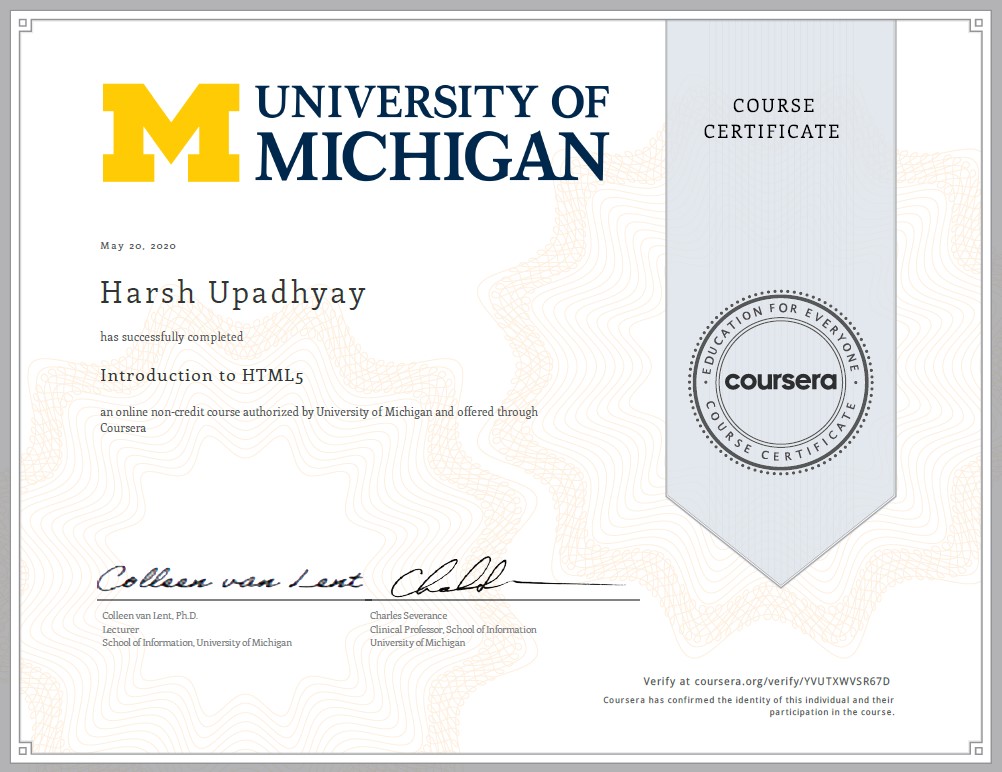 M UNIVERSITY OF
MICHIGAN
COURSE
CERTIFICATE
May 20, 2020
Harsh Upadhyay
has successfully completed
Introduction to HTML5
an online non-credit course authorized by University of Michigan and offered through
Coursera
EDUCATION FOR EVERYONE
coursera
COURSE CERTIFICATE
Colleen van Lent
Colleen van Lent, Ph.D.
Lecturer
School of Information, University of Michigan
Charles Severance
Clinical Professor, School of Information
University of Michigan
Verify at coursera.org/verify/YVUTXWVSR67D
Coursera has confirmed the identity of this individual and their
participation in the course.